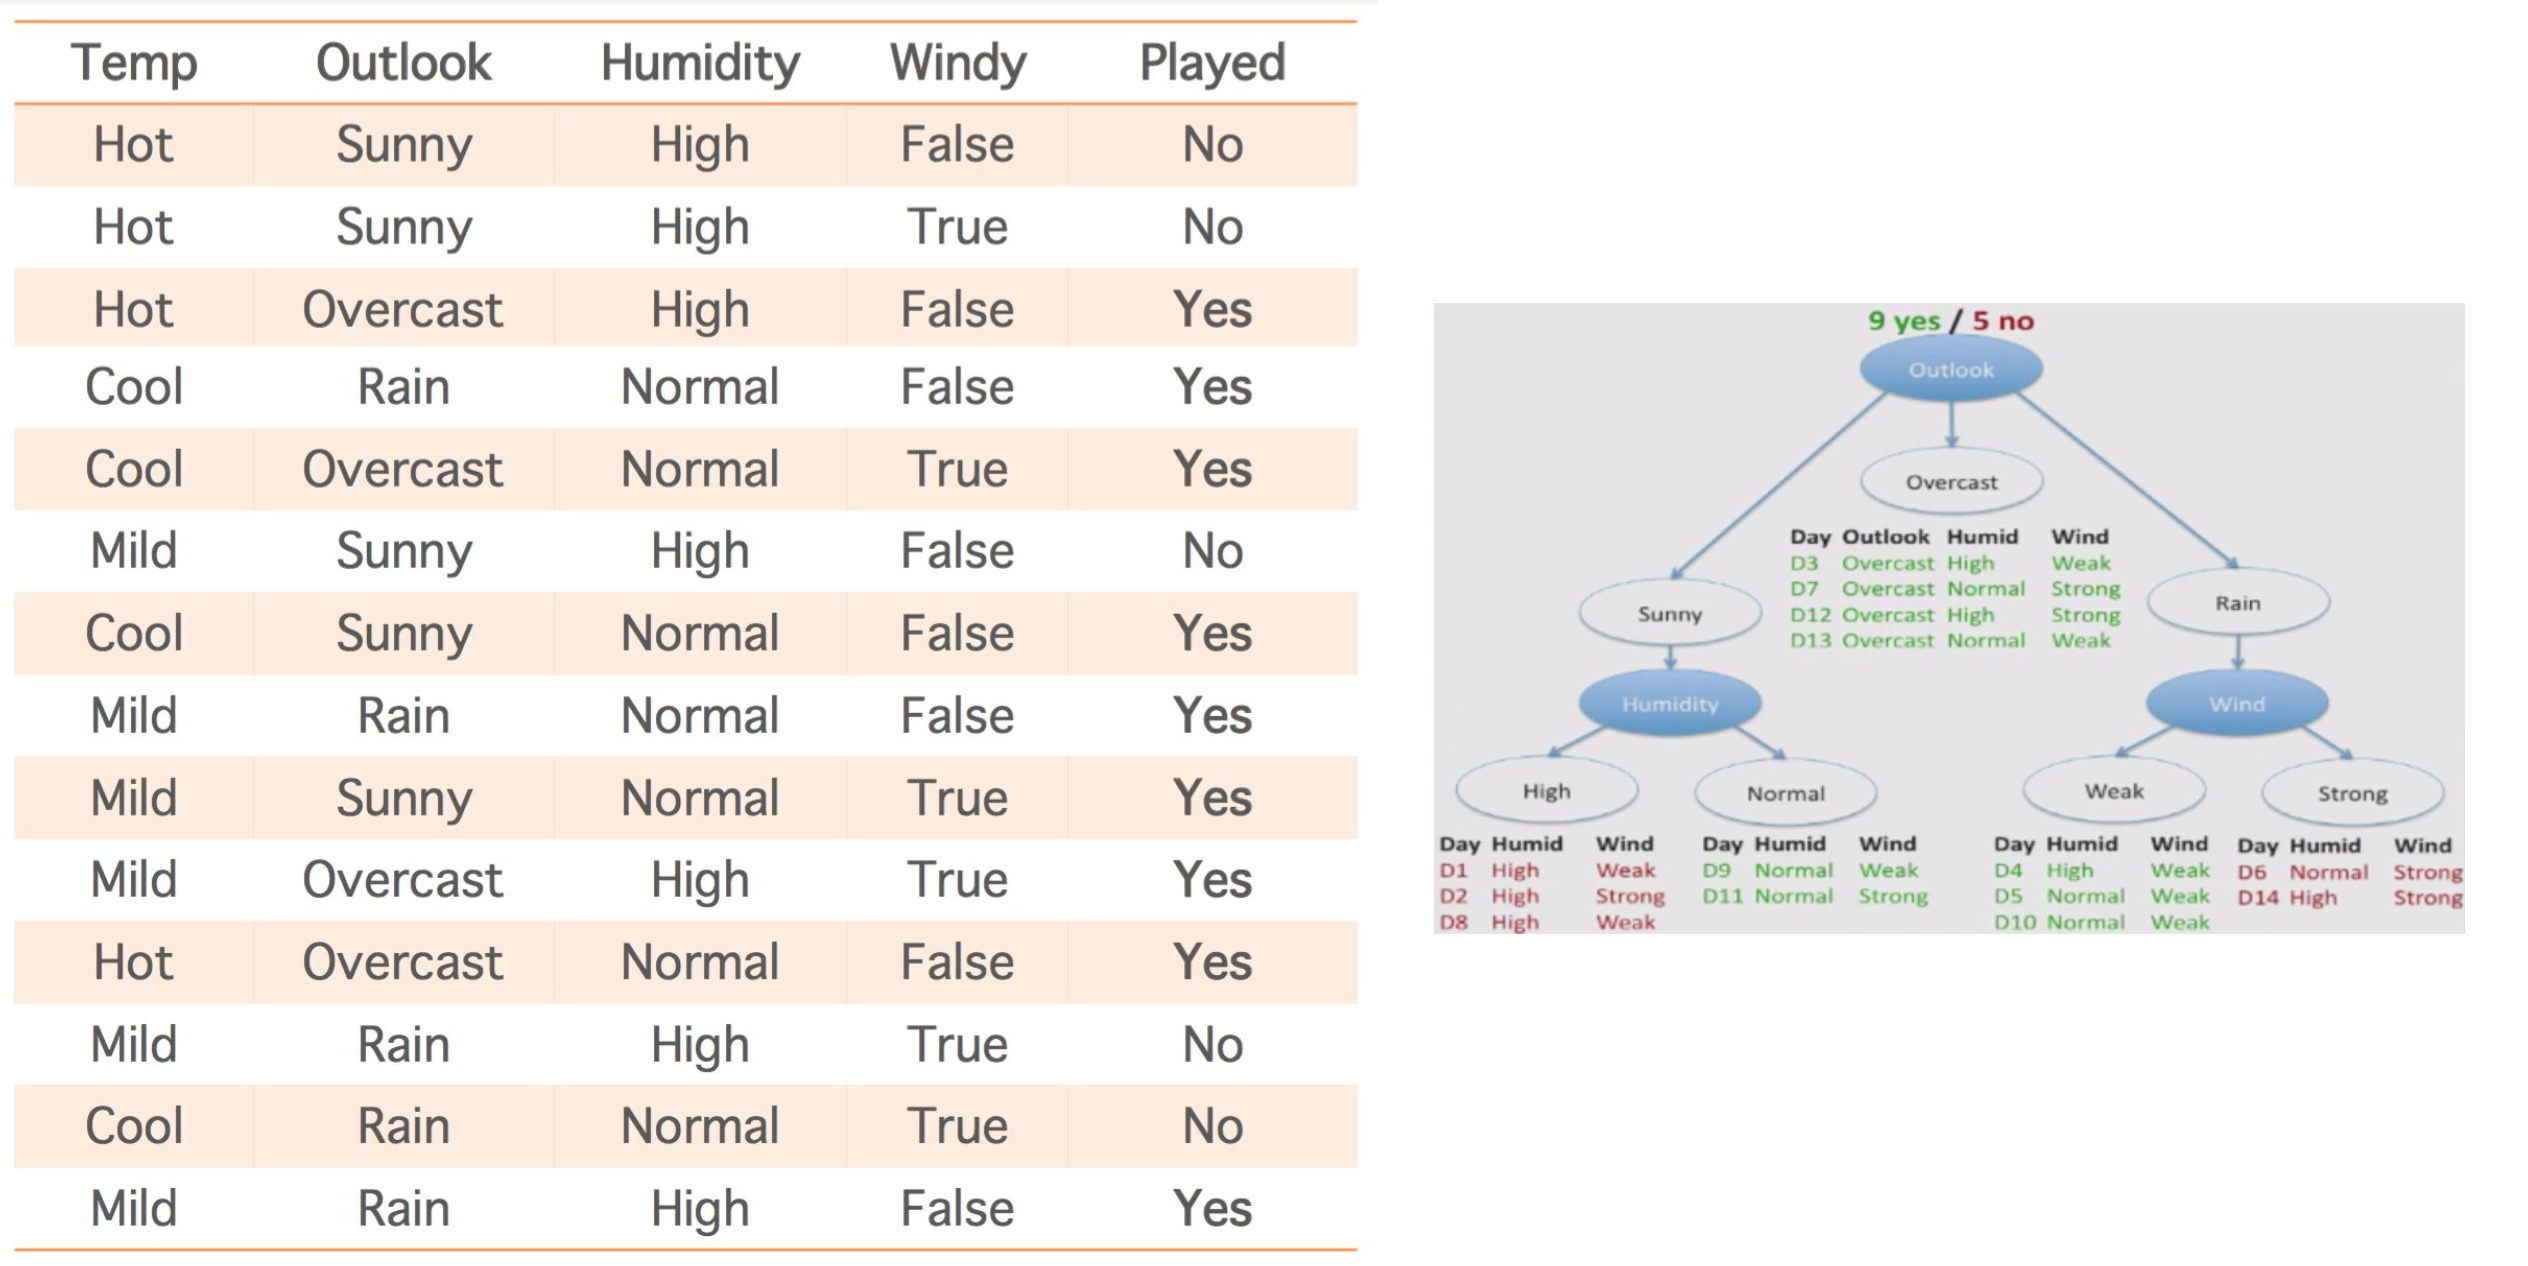 Temp Outlook Humidity Windy Played
Hot Sunny High False No
Hot Sunny High True No
Hot Overcast High False Yes
Cool Rain Normal False Yes
Cool Overcast Normal True Yes
Mild Sunny High False No
Cool Sunny Normal False Yes
Mild Rain Normal False Yes
Mild Sunny Normal True Yes
Mild Overcast High True Yes
Hot Overcast Normal False Yes
Mild Rain High True No
Cool Rain Normal True No
Mild Rain High False Yes
9 yes / 5 no
Outlook
Overcast
Day Outlook Humid Wind
D3 Overcast High Weak
D7 Overcast Normal Strong
D12 Overcast High Strong
D13 Overcast Normal Weak
Sunny
Rain
Humidity
Wind
High
Normal
Weak
Strong
Day Humid Wind
D1 High Weak
D2 High Strong
D8 High Weak
Day Humid Wind
D9 Normal Weak
D11 Normal Strong
Day Humid Wind
D4 High Weak
D5 Normal Weak
D10 Normal Weak
Day Humid Wind
D6 Normal Strong
D14 High Strong